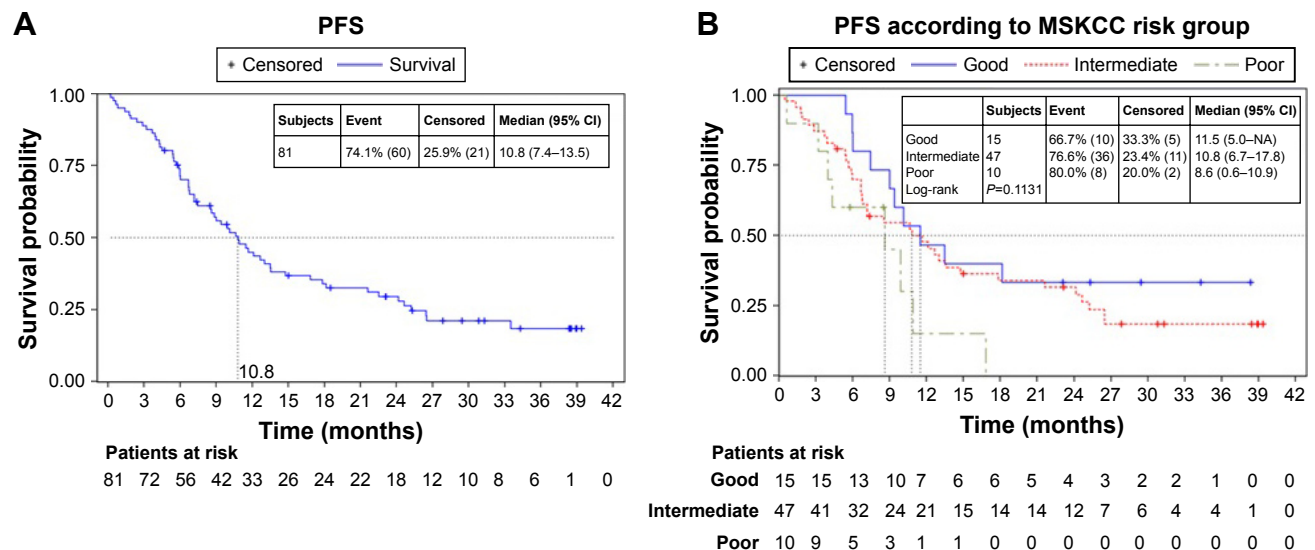 A
PFS
Censored Survival
Survival probability
1.00
0.75
0.50
0.25
0.00
Subjects Event Censored Median (95% CI)
81 74.1% (60) 25.9% (21) 10.8 (7.4–13.5)
10.8
0 3 6 9 12 15 18 21 24 27 30 33 36 39 42
Time (months)
Patients at risk
81 72 56 42 33 26 24 22 18 12 10 8 6 1 0
B
PFS according to MSKCC risk group
Censored Good Intermediate Poor
Survival probability
1.00
0.75
0.50
0.25
0.00
Subjects Event Censored Median (95% CI)
Good 15 66.7% (10) 33.3% (5) 11.5 (5.0–NA)
Intermediate 47 76.6% (36) 23.4% (11) 10.8 (6.7–17.8)
Poor 10 80.0% (8) 20.0% (2) 8.6 (0.6–10.9)
Log-rank P=0.1131
0 3 6 9 12 15 18 21 24 27 30 33 36 39 42
Time (months)
Patients at risk
Good 15 15 13 10 7 6 6 5 4 3 2 2 1 0 0
Intermediate 47 41 32 24 21 15 14 14 12 7 6 4 4 1 0
Poor 10 9 5 3 1 1 0 0 0 0 0 0 0 0 0